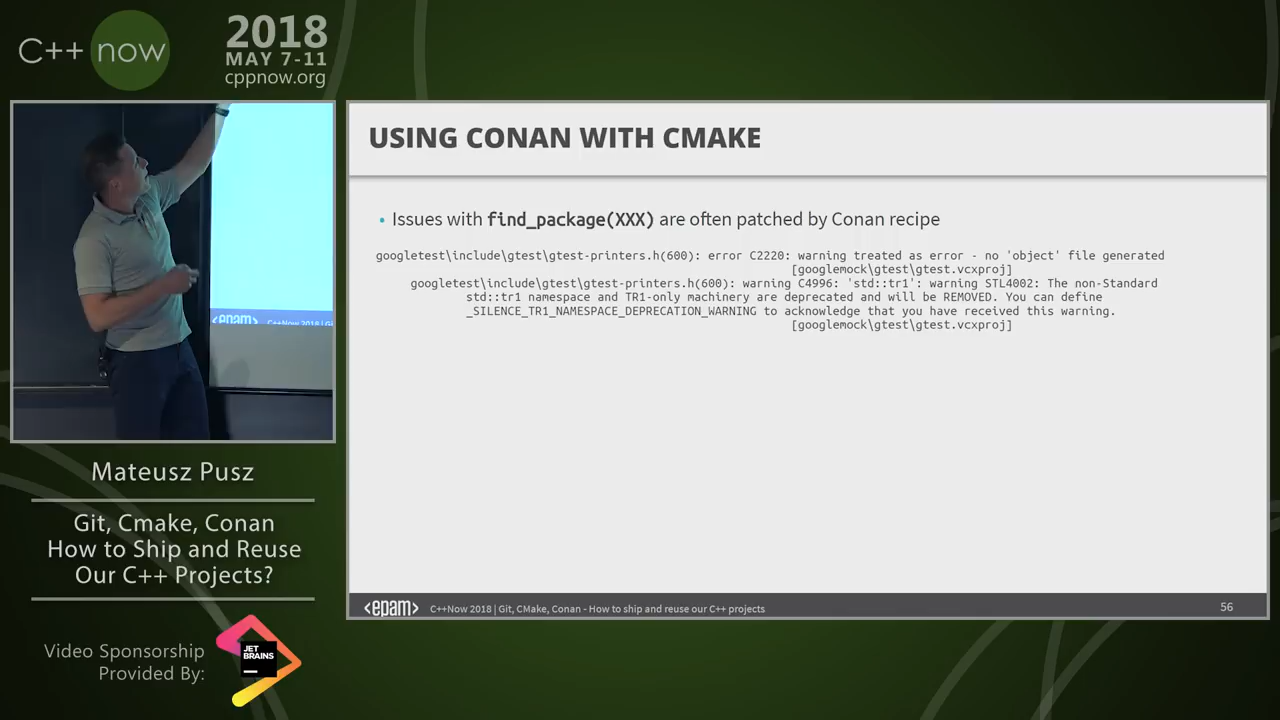 C++ now
2018
MAY 7-11
cppnow.org
USING CONAN WITH CMAKE
• Issues with find_package(XXX) are often patched by Conan recipe
googletest\include\gtest\gtest-printers.h(600): error C2220: warning treated as error - no 'object' file generated
[googlemock\gtest\gtest.vcxproj]
googletest\include\gtest\gtest-printers.h(600): warning C4996: 'std::tr1': warning STL4002: The non-Standard
std::tr1 namespace and TR1-only machinery are deprecated and will be REMOVED. You can define
_SILENCE_TR1_NAMESPACE_DEPRECATION_WARNING to acknowledge that you have received this warning.
[googlemock\gtest\gtest.vcxproj]
<epam> C++Now 2018 | Git, CMake, Conan - How to ship and reuse our C++ projects
56
<epam> C++Now 2018 | Git
Mateusz Pusz
Git, Cmake, Conan
How to Ship and Reuse
Our C++ Projects?
Video Sponsorship
Provided By:
JET
BRAINS